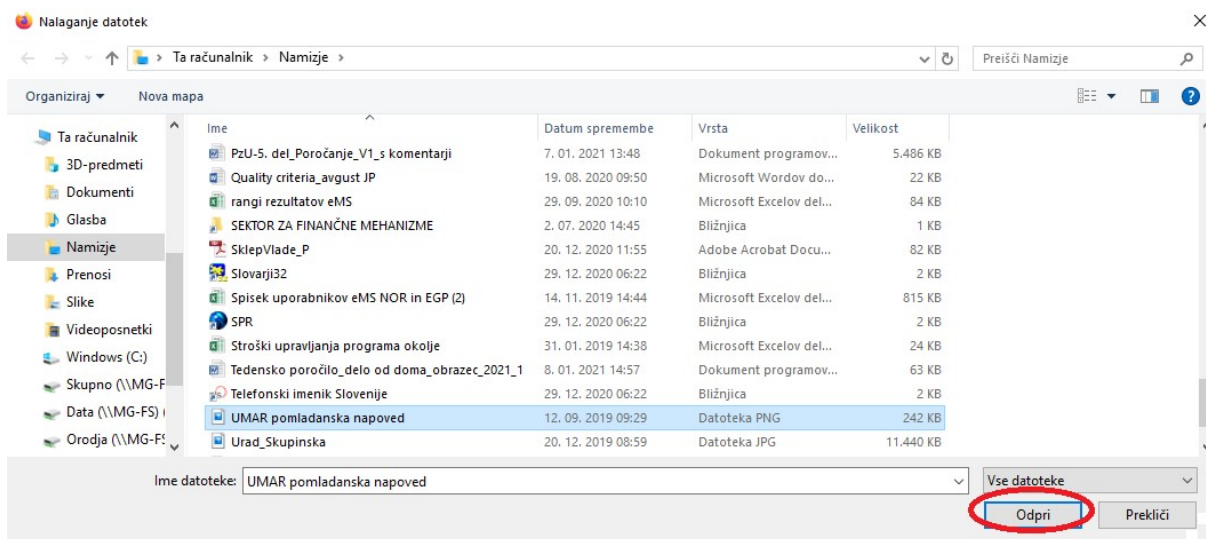 Nalaganje datotek
Ta računalnik > Namizje >
Preišči Namizje
Organiziraj
Nova mapa
Ime Datum spremembe Vrsta Velikost
Ta računalnik
3D-predmeti
Dokumenti
Glasba
Namizje
Prenosi
Slike
Videoposnetki
Windows (C:)
Skupno (\\MG-F
Data (\\MG-FS) (
Orodja (\\MG-FS
PzU-5. del_Poročanje_V1_s komentarji 7. 01. 2021 13:48 Dokument programov... 5.486 KB
Quality criteria_avgust JP 19. 08. 2020 09:50 Microsoft Wordov do... 22 KB
rangi rezultatov eMS 29. 09. 2020 10:10 Microsoft Excelov del... 84 KB
SEKTOR ZA FINANČNE MEHANIZME 2. 07. 2020 14:45 Bližnjica 1 KB
SklepVlade_P 20. 12. 2020 11:55 Adobe Acrobat Docu... 82 KB
Slovarji32 29. 12. 2020 06:22 Bližnjica 2 KB
Spisek uporabnikov eMS NOR in EGP (2) 14. 11. 2019 14:44 Microsoft Excelov del... 815 KB
SPR 29. 12. 2020 06:22 Bližnjica 2 KB
Stroški upravljanja programa okolje 31. 01. 2019 14:38 Microsoft Excelov del... 24 KB
Tedensko poročilo_delo od doma_obrazec_2021_1 8. 01. 2021 14:57 Dokument programov... 63 KB
Telefonski imenik Slovenije 29. 12. 2020 06:22 Bližnjica 2 KB
UMAR pomladanska napoved 12. 09. 2019 09:29 Datoteka PNG 242 KB
Urad_Skupinska 20. 12. 2019 08:59 Datoteka JPG 11.440 KB
Ime datoteke: UMAR pomladanska napoved
Vse datoteke
Odpri
Prekliči